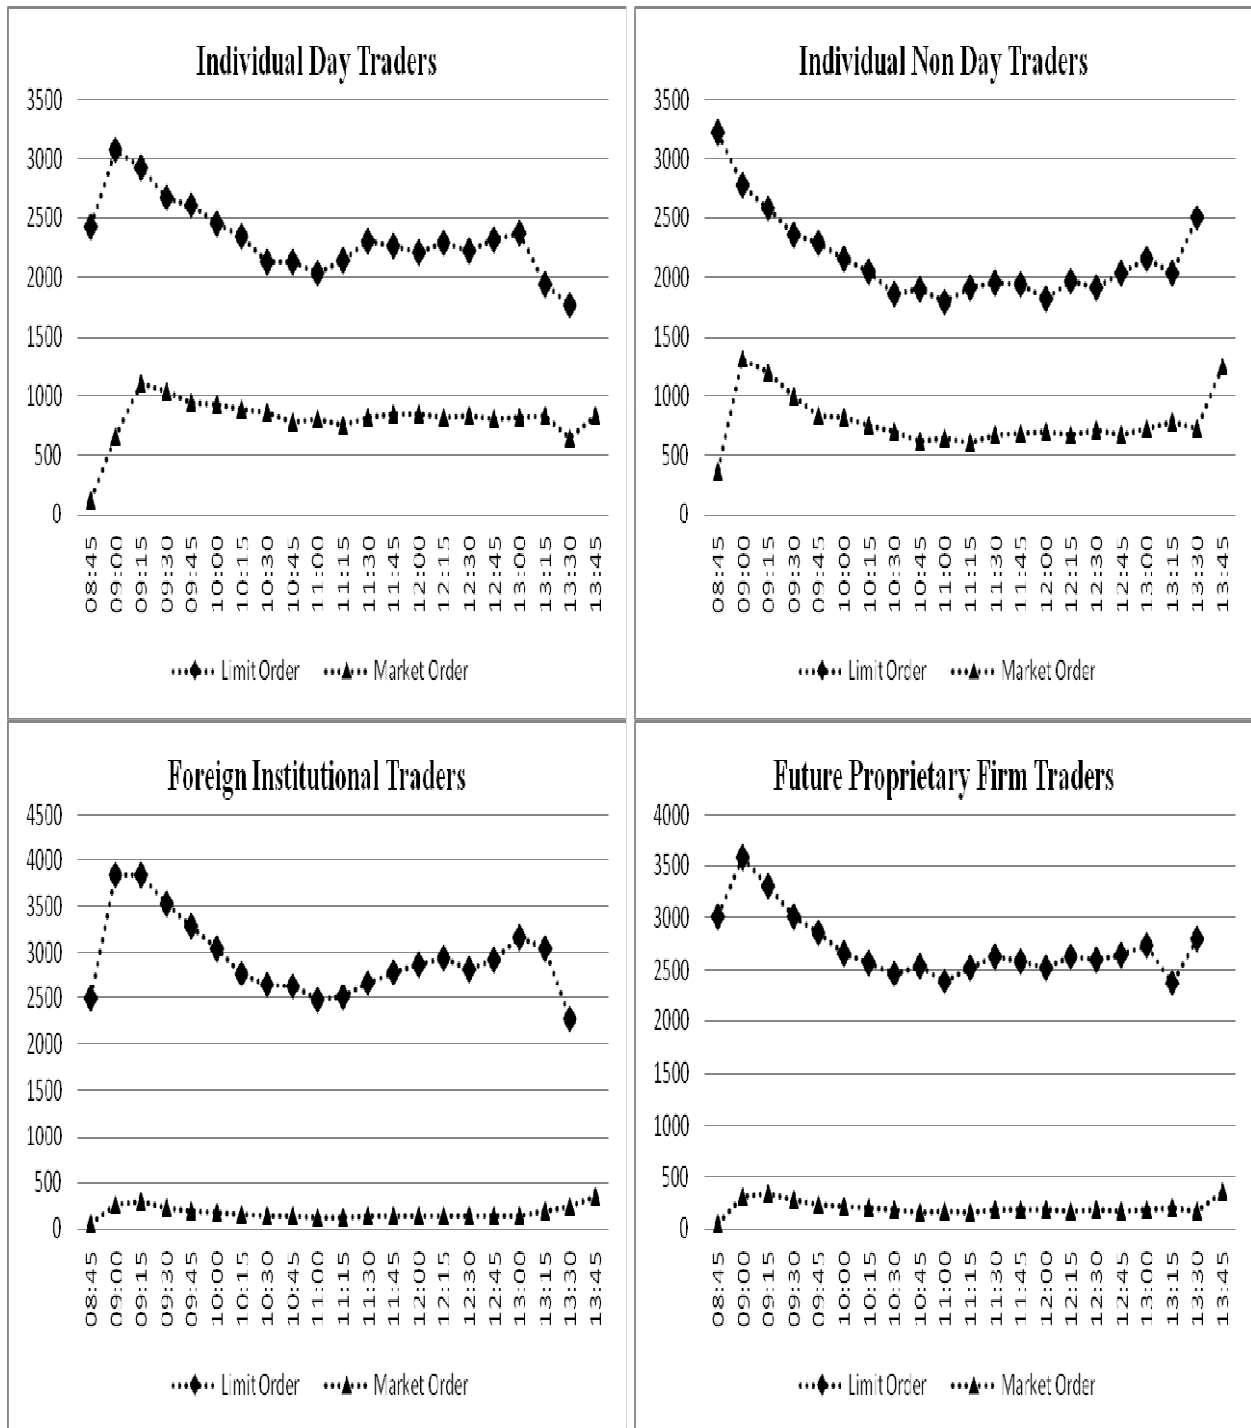 Individual Day Traders
3500
3000
2500
2000
1500
1000
500
0
08:45 09:00 09:15 09:30 09:45 10:00 10:15 10:30 10:45 11:00 11:15 11:30 11:45 12:00 12:15 12:30 12:45 13:00 13:15 13:30 13:45
Limit Order Market Order
Individual Non Day Traders
3500
3000
2500
2000
1500
1000
500
0
08:45 09:00 09:15 09:30 09:45 10:00 10:15 10:30 10:45 11:00 11:15 11:30 11:45 12:00 12:15 12:30 12:45 13:00 13:15 13:30 13:45
Limit Order Market Order
Foreign Institutional Traders
4500
4000
3500
3000
2500
2000
1500
1000
500
0
08:45 09:00 09:15 09:30 09:45 10:00 10:15 10:30 10:45 11:00 11:15 11:30 11:45 12:00 12:15 12:30 12:45 13:00 13:15 13:30 13:45
Limit Order Market Order
Future Proprietary Firm Traders
4000
3500
3000
2500
2000
1500
1000
500
0
08:45 09:00 09:15 09:30 09:45 10:00 10:15 10:30 10:45 11:00 11:15 11:30 11:45 12:00 12:15 12:30 12:45 13:00 13:15 13:30 13:45
Limit Order Market Order